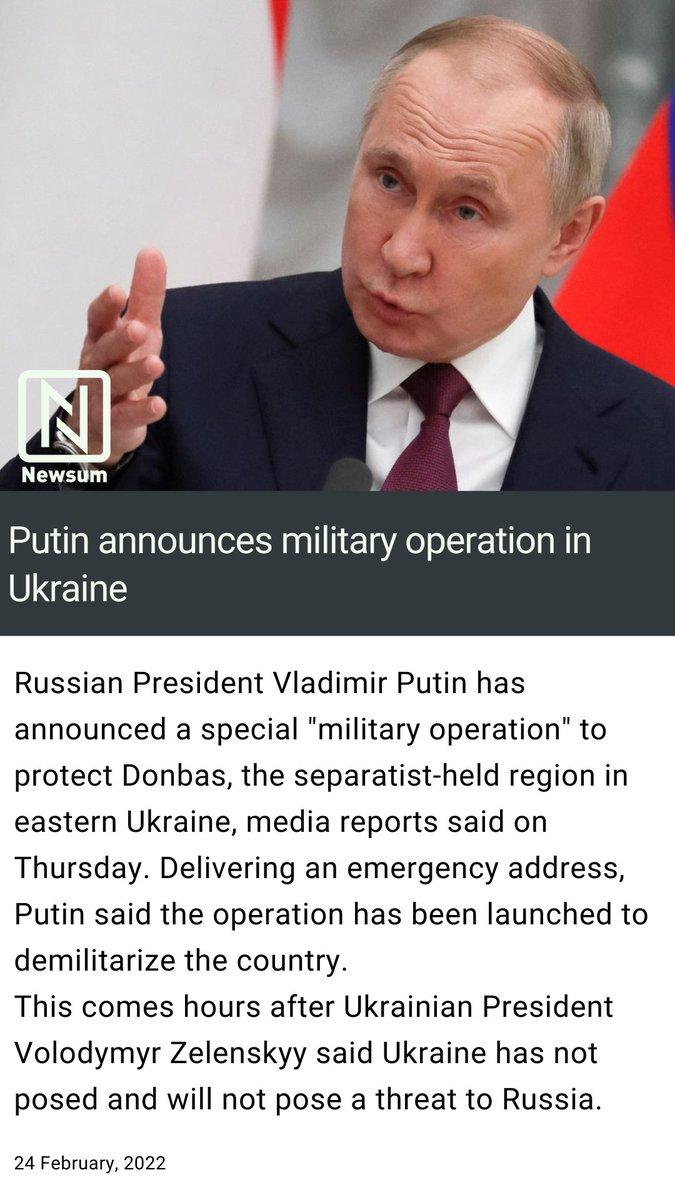 N
Newsum
Putin announces military operation in
Ukraine
Russian President Vladimir Putin has
announced a special "military operation" to
protect Donbas, the separatist-held region in
eastern Ukraine, media reports said on
Thursday. Delivering an emergency address,
Putin said the operation has been launched to
demilitarize the country.
This comes hours after Ukrainian President
Volodymyr Zelenskyy said Ukraine has not
posed and will not pose a threat to Russia.
24 February, 2022